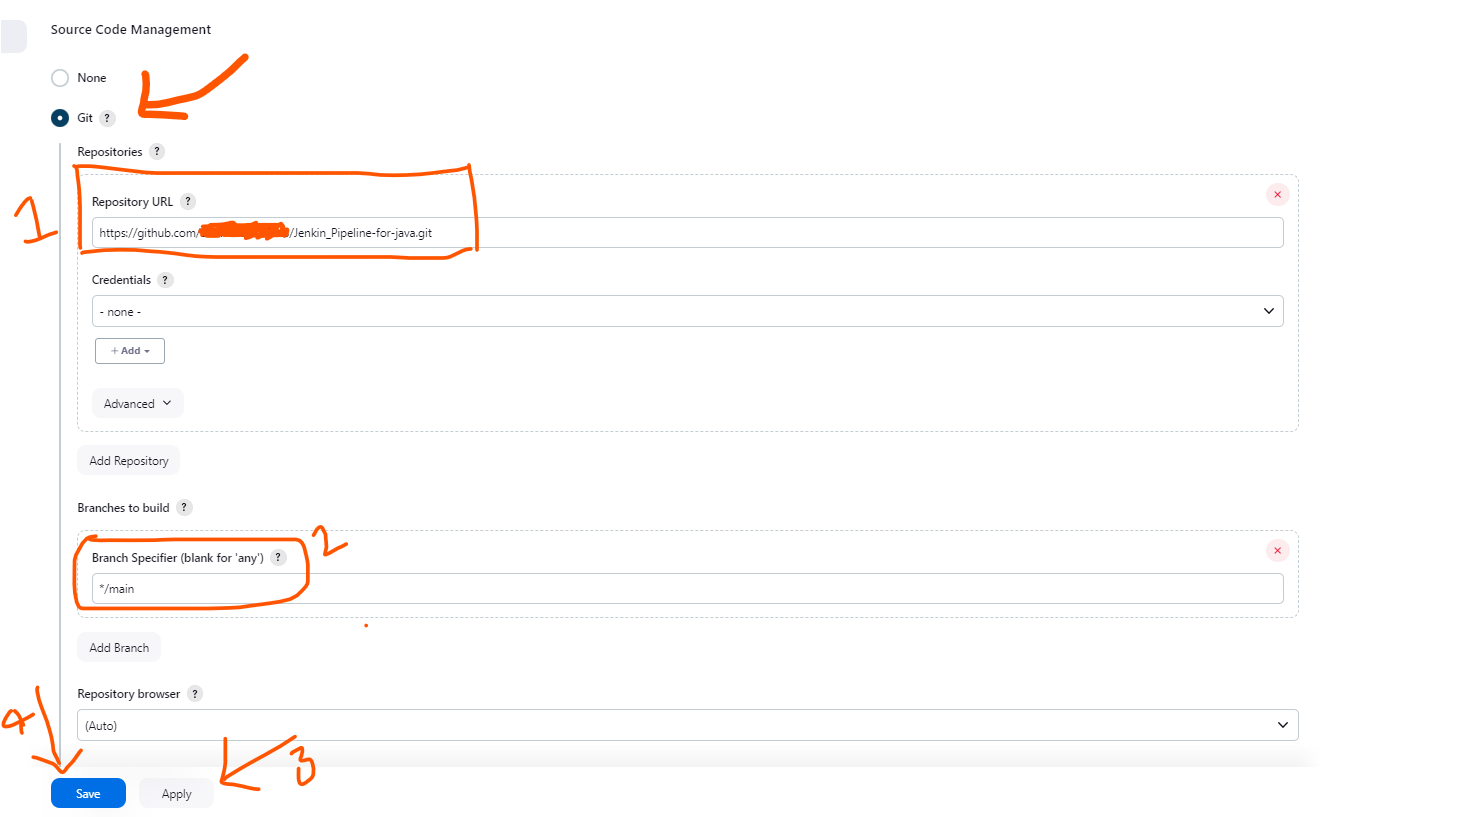 Source Code Management
None
Git ?
Repositories ?
1
Repository URL ?
https://github.com/ /Jenkin_Pipeline-for-java.git
Credentials ?
- none -
+ Add
Advanced
Add Repository
Branches to build ?
2
Branch Specifier (blank for 'any') ?
*/main
Add Branch
Repository browser ?
(Auto)
4
3
Save
Apply